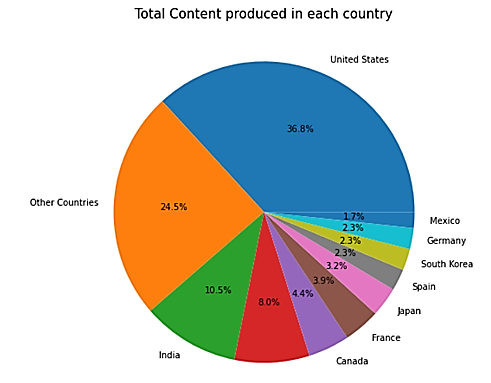 Total Content produced in each country
United States
36.8%
Other Countries
24.5%
India
10.5%
8.0%
Canada
4.4%
France
3.9%
Japan
3.2%
Spain
2.3%
South Korea
2.3%
Germany
2.3%
Mexico
1.7%